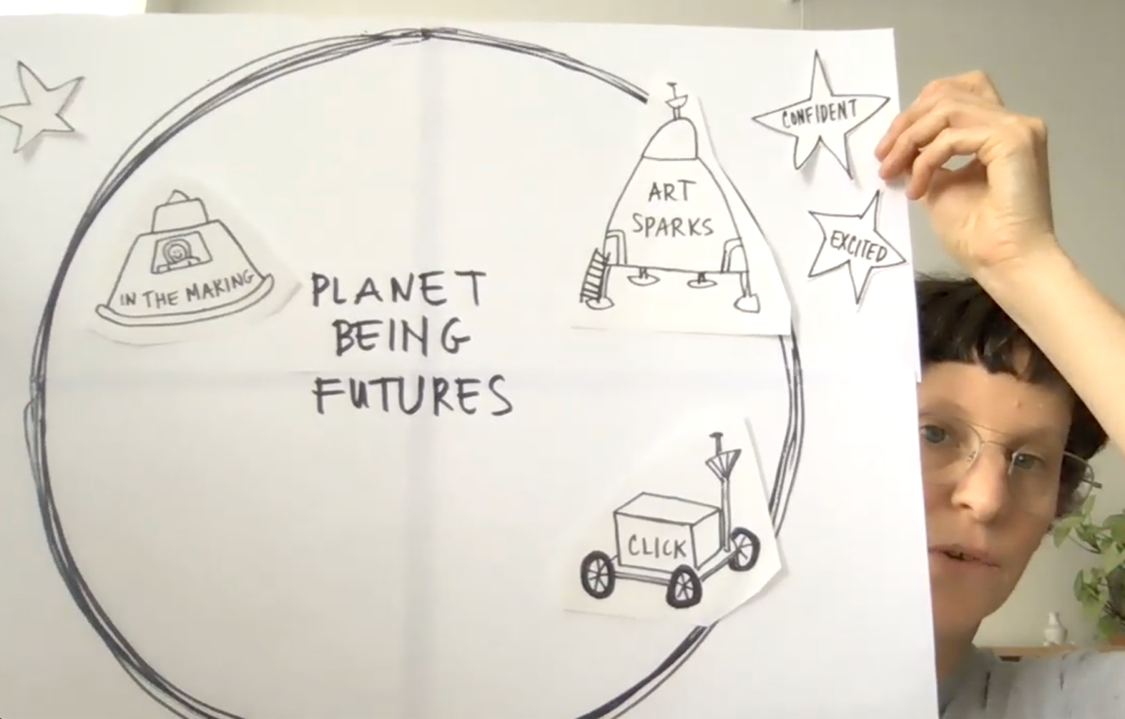 CONFIDENT
ART
SPARKS
EXCITED
IN THE MAKING
PLANET
BEING
FUTURES
CLICK